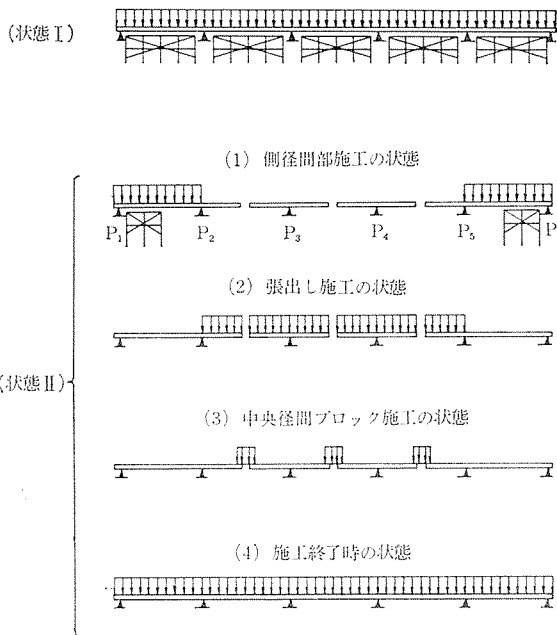 (状態Ⅰ)
(1) 側径間部施工の状態
P₁ P₂ P₃ P₄ P₅ P
(2) 張出し施工の状態
(状態Ⅱ)
(3) 中央径間ブロック施工の状態
(4) 施工終了時の状態